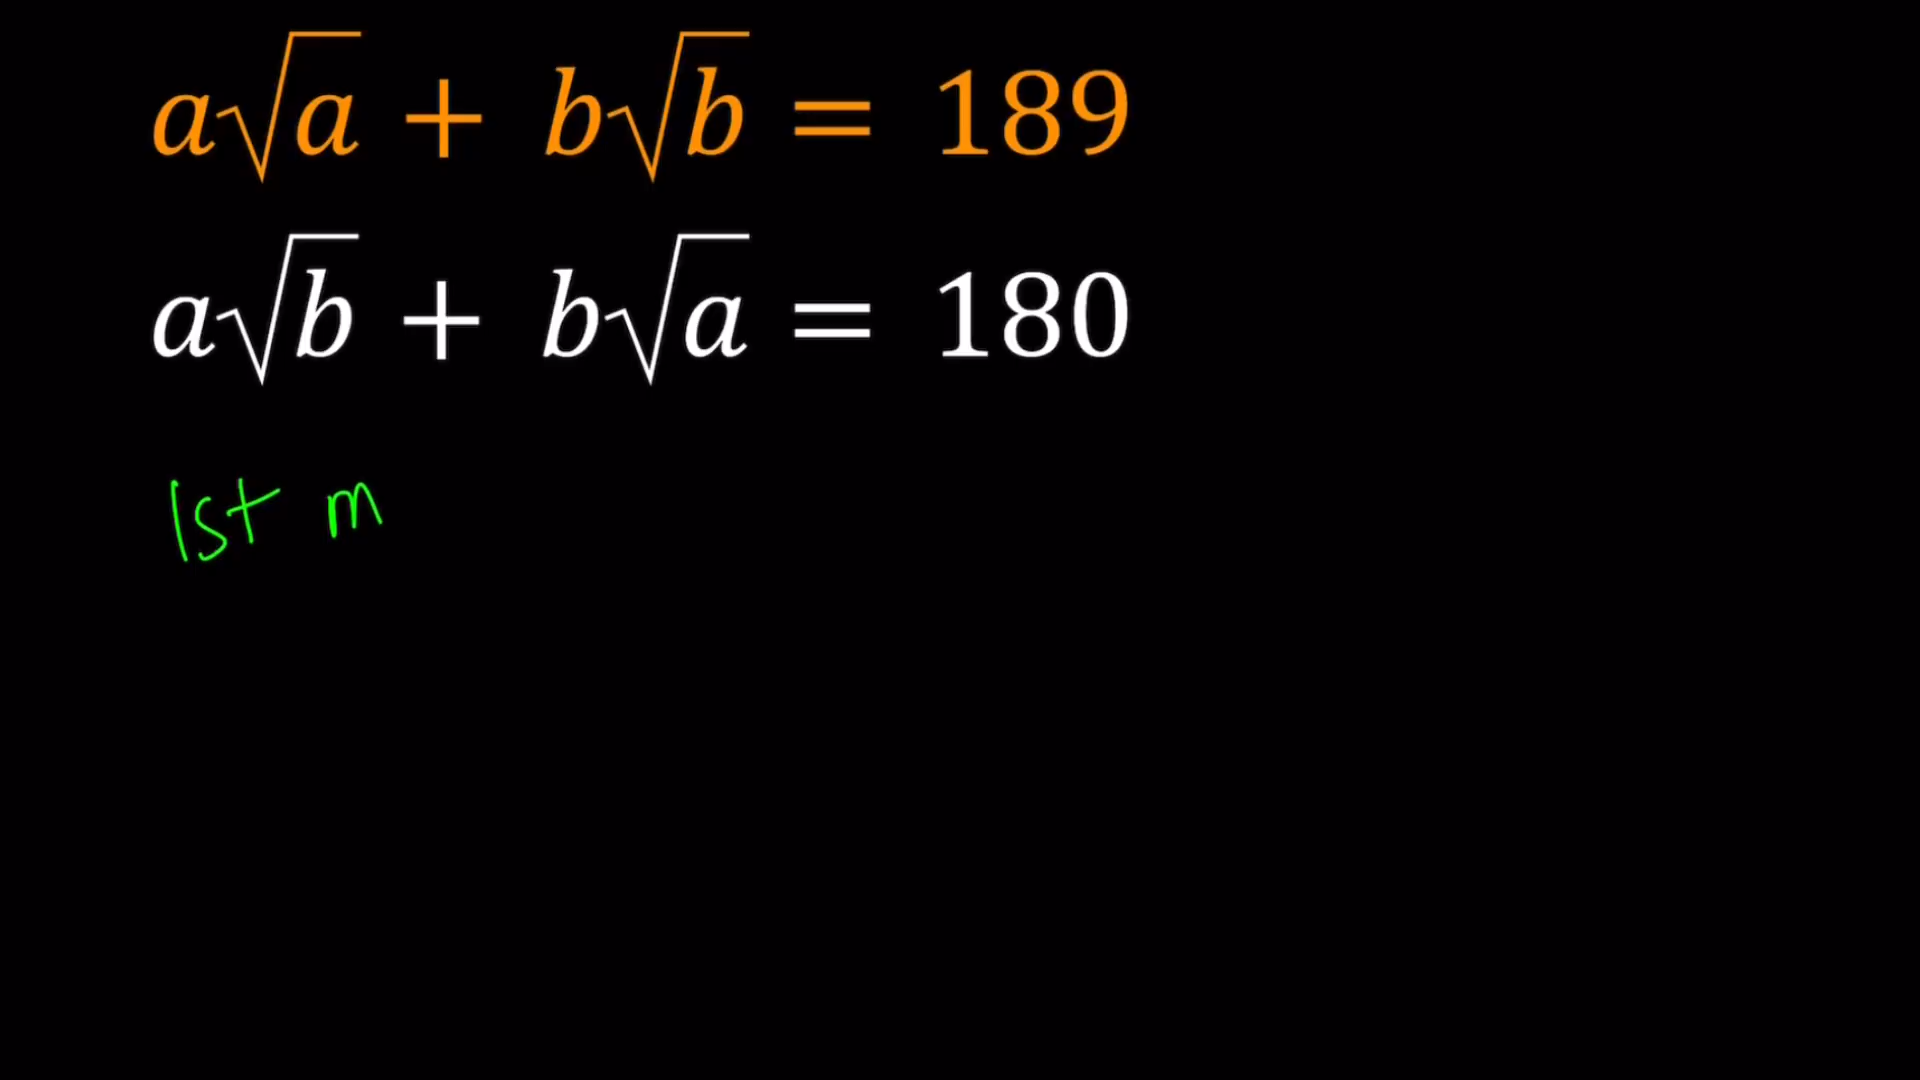 a√a + b√b = 189
a√b + b√a = 180
1st m